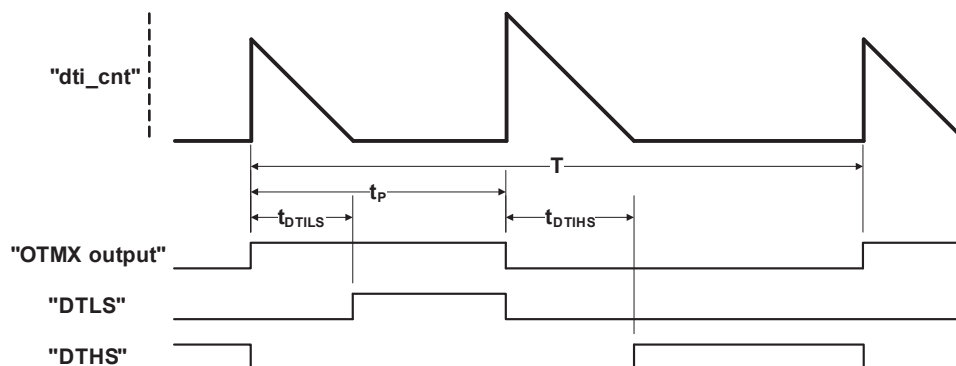 "dti_cnt"
T
tP
tDTILS
tDTIHS
"OTMX output"
"DTLS"
"DTHS"